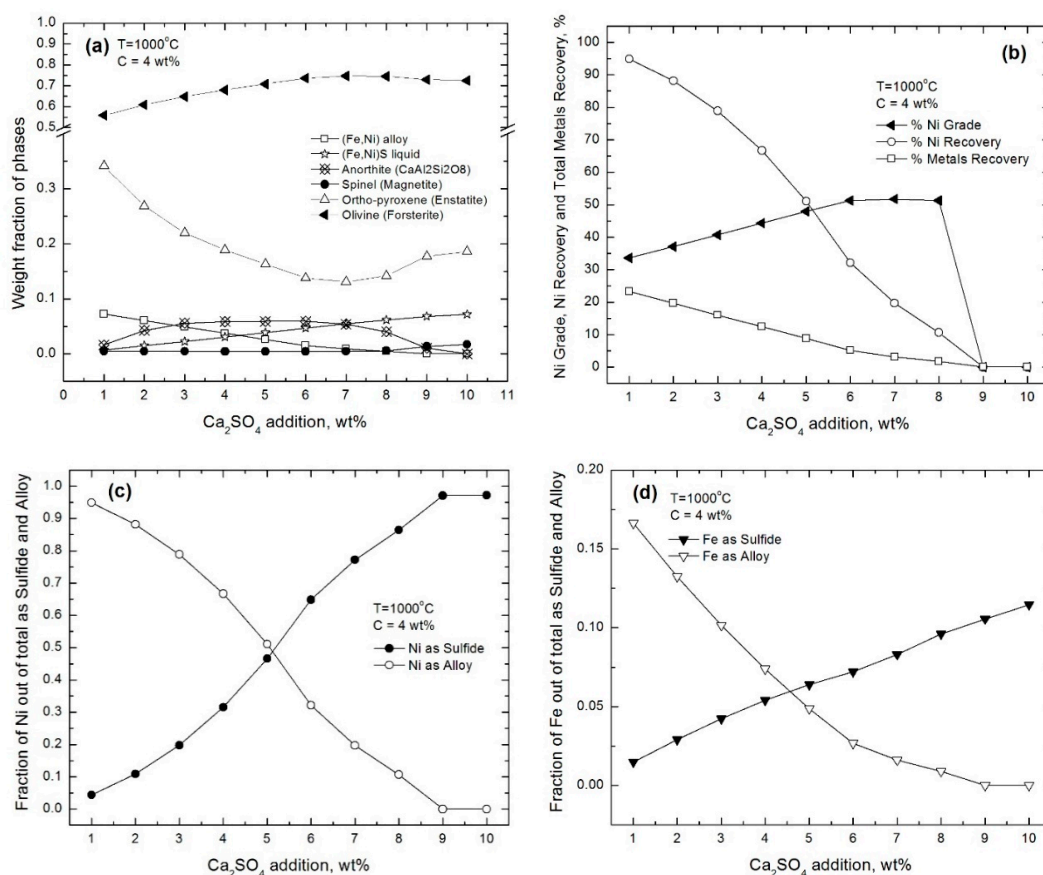 (a)
T=1000°C
C = 4 wt%
(Fe,Ni) alloy
(Fe,Ni)S liquid
Anorthite (CaAl2Si2O8)
Spinel (Magnetite)
Ortho-pyroxene (Enstatite)
Olivine (Forsterite)
Weight fraction of phases
1.0
0.9
0.8
0.7
0.6
0.5
0.3
0.2
0.1
0.0
0 1 2 3 4 5 6 7 8 9 10 11
Ca₂SO₄ addition, wt%
(b)
T=1000°C
C = 4 wt%
% Ni Grade
% Ni Recovery
% Metals Recovery
Ni Grade, Ni Recovery and Total Metals Recovery, %
100
95
90
85
80
75
70
65
60
55
50
45
40
35
30
25
20
15
10
5
0
1 2 3 4 5 6 7 8 9 10
Ca₂SO₄ addition, wt%
(c)
T=1000°C
C = 4 wt%
Ni as Sulfide
Ni as Alloy
Fraction of Ni out of total as Sulfide and Alloy
1.0
0.9
0.8
0.7
0.6
0.5
0.4
0.3
0.2
0.1
0.0
1 2 3 4 5 6 7 8 9 10
Ca₂SO₄ addition, wt%
(d)
T=1000°C
C = 4 wt%
Fe as Sulfide
Fe as Alloy
Fraction of Fe out of total as Sulfide and Alloy
0.20
0.15
0.10
0.05
0.00
1 2 3 4 5 6 7 8 9 10
Ca₂SO₄ addition, wt%